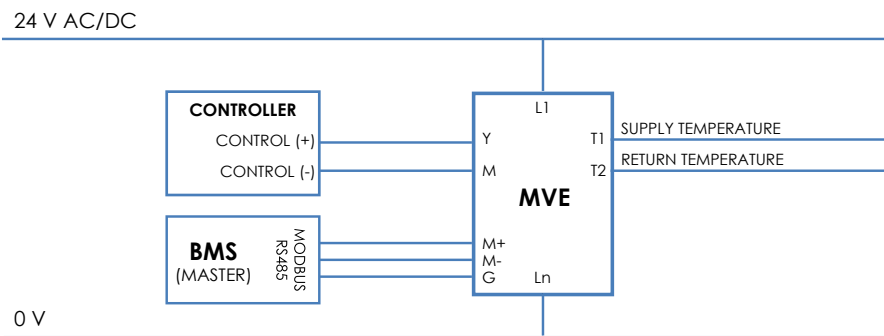 24 V AC/DC
CONTROLLER
CONTROL (+)
CONTROL (-)
BMS
(MASTER)
MODBUS
RS485
L1
Y
M
MVE
M+
M-
G
Ln
T1
T2
SUPPLY TEMPERATURE
RETURN TEMPERATURE
0 V